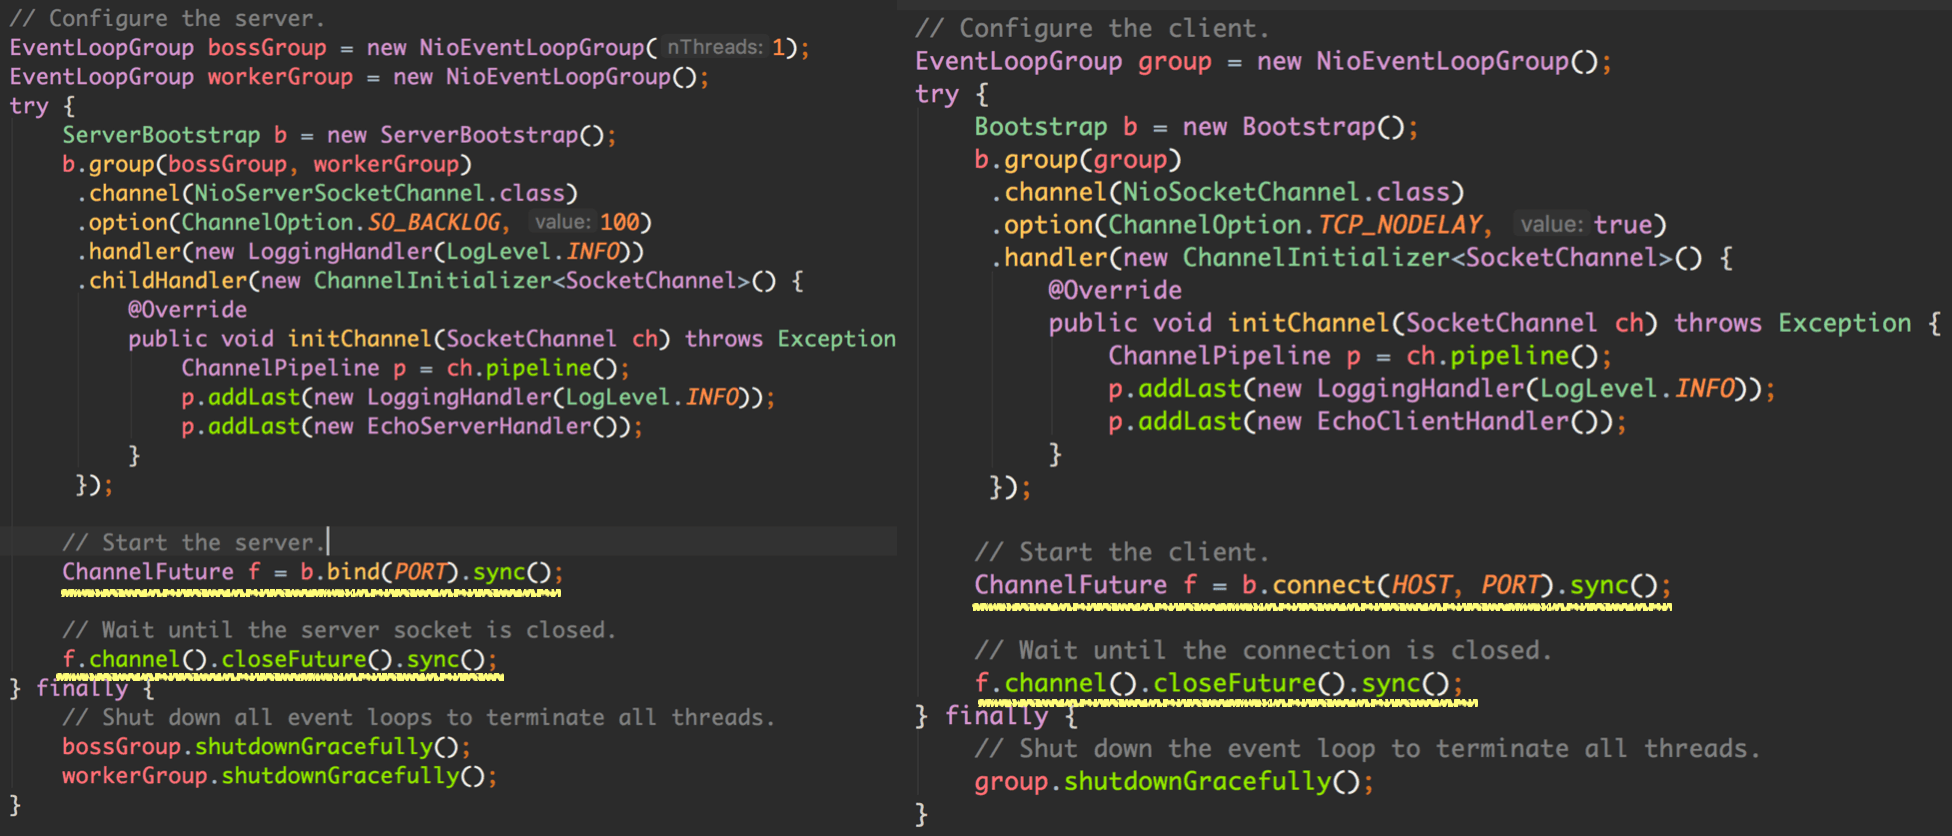 // Configure the server.
EventLoopGroup bossGroup = new NioEventLoopGroup( nThreads: 1);
EventLoopGroup workerGroup = new NioEventLoopGroup();
try {
    ServerBootstrap b = new ServerBootstrap();
    b.group(bossGroup, workerGroup)
     .channel(NioServerSocketChannel.class)
     .option(ChannelOption.SO_BACKLOG, value: 100)
     .handler(new LoggingHandler(LogLevel.INFO))
     .childHandler(new ChannelInitializer<SocketChannel>() {
         @Override
         public void initChannel(SocketChannel ch) throws Exception
             ChannelPipeline p = ch.pipeline();
             p.addLast(new LoggingHandler(LogLevel.INFO));
             p.addLast(new EchoServerHandler());
         }
     });
    // Start the server.
    ChannelFuture f = b.bind(PORT).sync();
    // Wait until the server socket is closed.
    f.channel().closeFuture().sync();
} finally {
    // Shut down all event loops to terminate all threads.
    bossGroup.shutdownGracefully();
    workerGroup.shutdownGracefully();
}
// Configure the client.
EventLoopGroup group = new NioEventLoopGroup();
try {
    Bootstrap b = new Bootstrap();
    b.group(group)
     .channel(NioSocketChannel.class)
     .option(ChannelOption.TCP_NODELAY, value: true)
     .handler(new ChannelInitializer<SocketChannel>() {
         @Override
         public void initChannel(SocketChannel ch) throws Exception {
             ChannelPipeline p = ch.pipeline();
             p.addLast(new LoggingHandler(LogLevel.INFO));
             p.addLast(new EchoClientHandler());
         }
     });
    // Start the client.
    ChannelFuture f = b.connect(HOST, PORT).sync();
    // Wait until the connection is closed.
    f.channel().closeFuture().sync();
} finally {
    // Shut down the event loop to terminate all threads.
    group.shutdownGracefully();
}